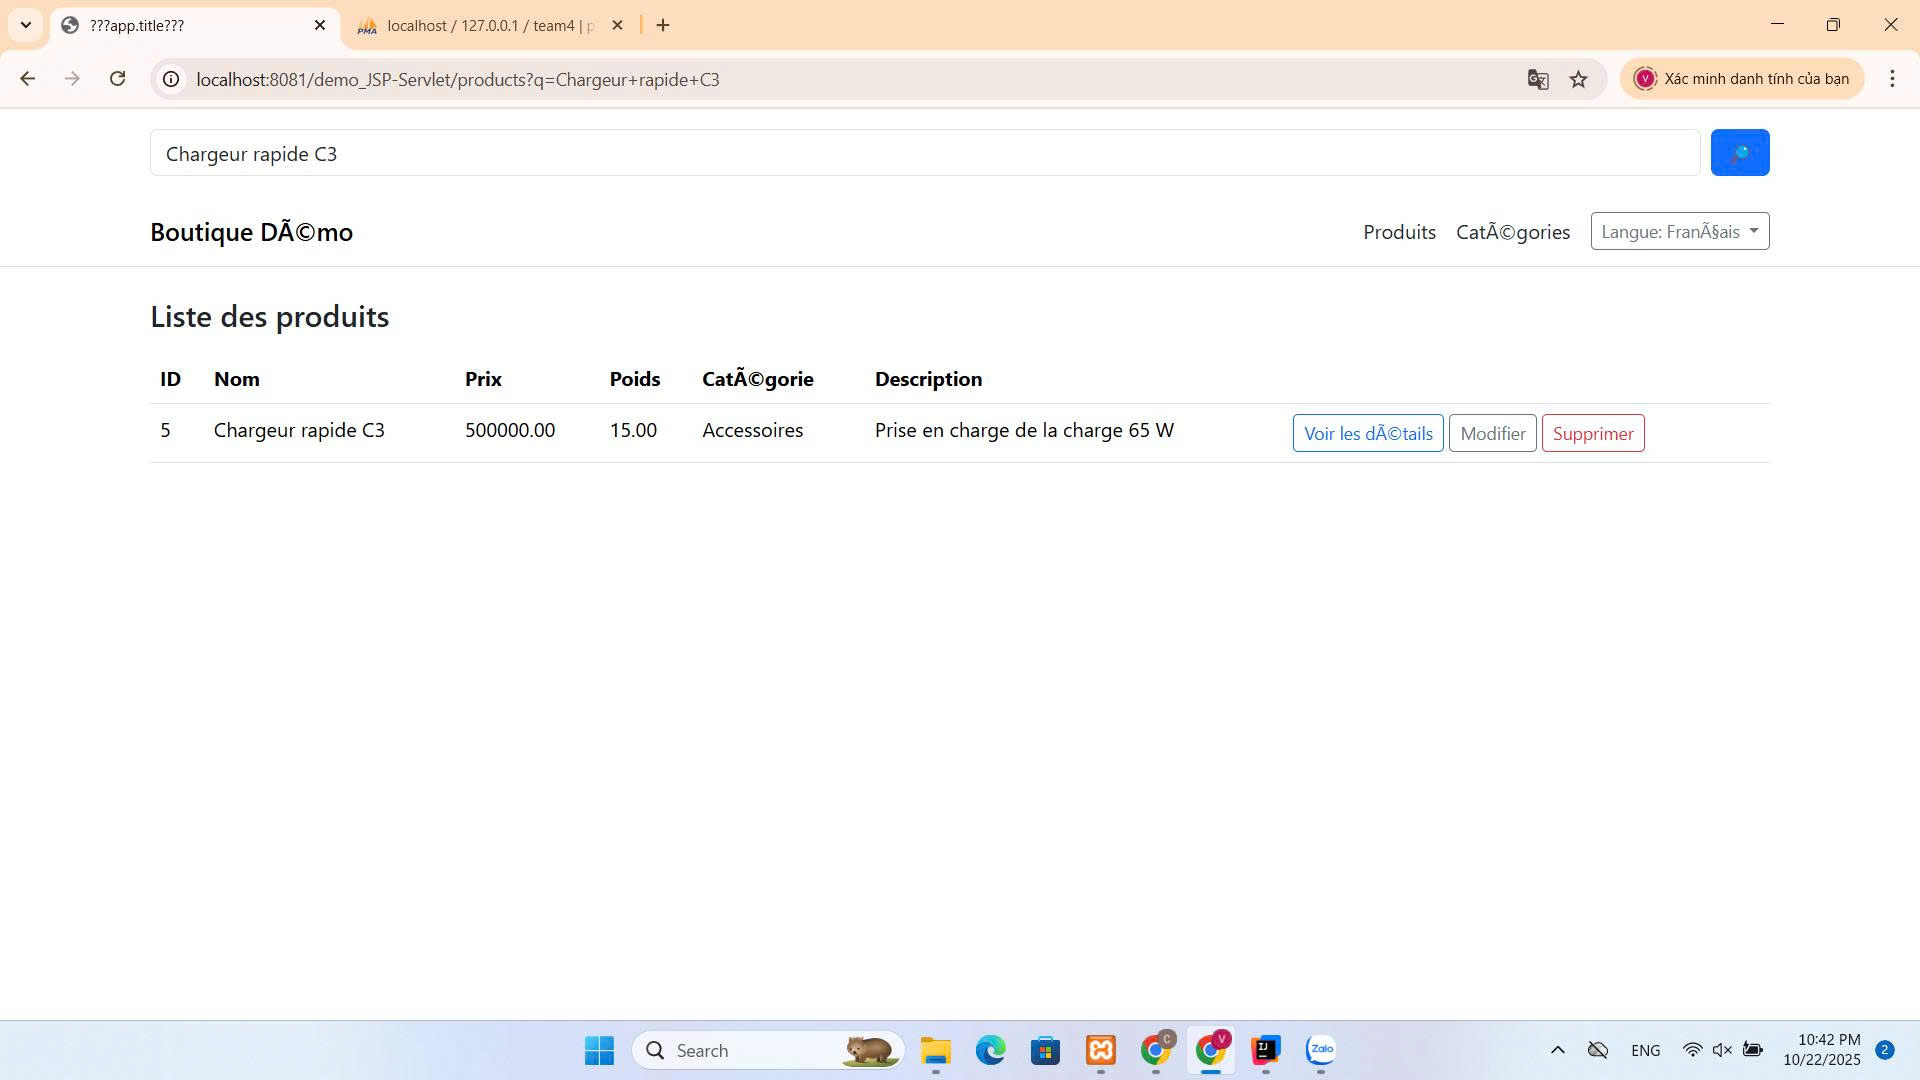 ???app.title???
localhost / 127.0.0.1 / team4 | p
localhost:8081/demo_JSP-Servlet/products?q=Chargeur+rapide+C3
Xác minh danh tính của bạn
Chargeur rapide C3
Boutique DÃ©mo
Produits
CatÃ©gories
Langue: FranÃ§ais
Liste des produits
ID Nom Prix Poids CatÃ©gorie Description
5 Chargeur rapide C3 500000.00 15.00 Accessoires Prise en charge de la charge 65 W Voir les dÃ©tails Modifier Supprimer
Search
Zalo
ENG
10:42 PM
10/22/2025
2